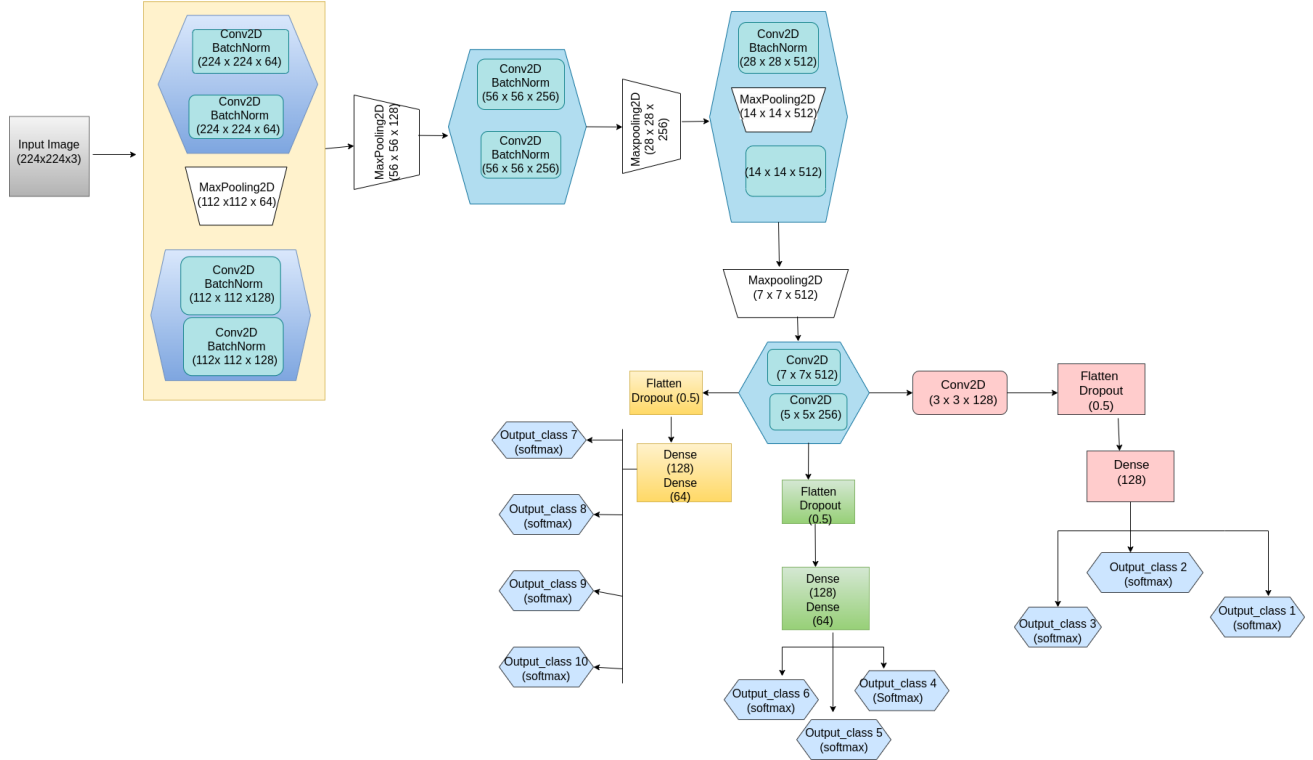 Input Image
(224x224x3)
Conv2D
BatchNorm
(224 x 224 x 64)
Conv2D
BatchNorm
(224 x 224 x 64)
MaxPooling2D
(112 x112 x 64)
Conv2D
BatchNorm
(112 x 112 x128)
Conv2D
BatchNorm
(112x 112 x 128)
MaxPooling2D
(56 x 56 x 128)
Conv2D
BatchNorm
(56 x 56 x 256)
Conv2D
BatchNorm
(56 x 56 x 256)
Maxpooling2D
(28 x 28 x
256)
Conv2D
BtachNorm
(28 x 28 x 512)
MaxPooling2D
(14 x 14 x 512)
(14 x 14 x 512)
Maxpooling2D
(7 x 7 x 512)
Conv2D
(7 x 7x 512)
Conv2D
(5 x 5x 256)
Conv2D
(3 x 3 x 128)
Flatten
Dropout
(0.5)
Dense
(128)
Output_class 2
(softmax)
Output_class 1
(softmax)
Output_class 3
(softmax)
Flatten
Dropout (0.5)
Dense
(128)
Dense
(64)
Output_class 7
(softmax)
Output_class 8
(softmax)
Output_class 9
(softmax)
Output_class 10
(softmax)
Flatten
Dropout
(0.5)
Dense
(128)
Dense
(64)
Output_class 6
(softmax)
Output_class 4
(Softmax)
Output_class 5
(softmax)